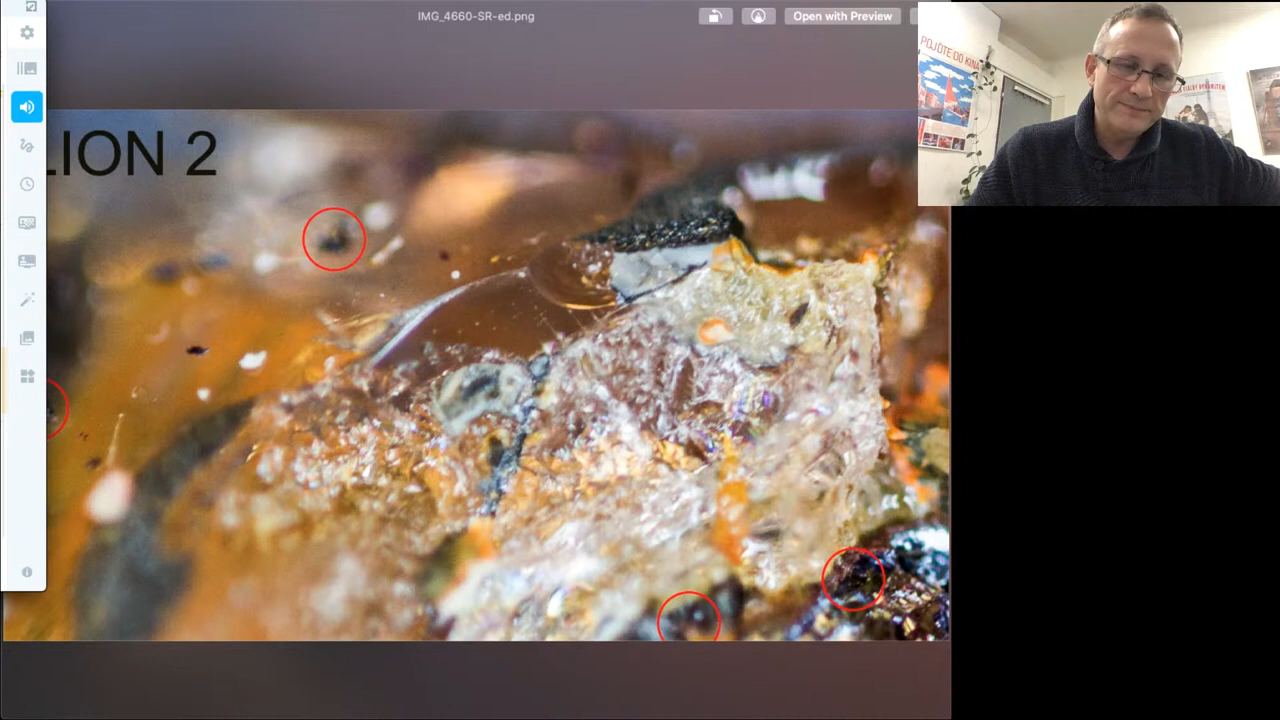 IMG_4660-SR-ed.png
Open with Preview
LION 2
POJĎTE DO KINA